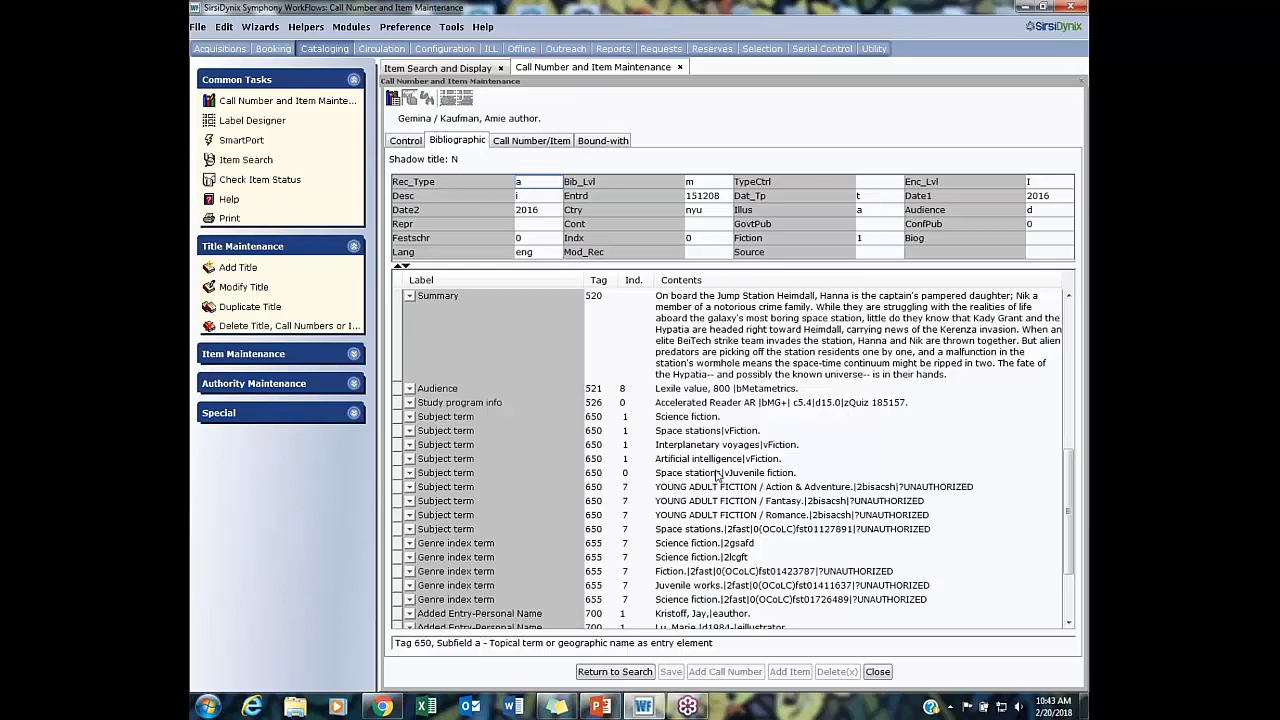 SirsiDynix Symphony WorkFlows: Call Number and Item Maintenance
File Edit Wizards Helpers Modules Preference Tools Help
SirsiDynix
Acquisitions Booking Cataloging Circulation Configuration ILL Offline Outreach Reports Requests Reserves Selection Serial Control Utility
Common Tasks
Call Number and Item Mainte...
Label Designer
SmartPort
Item Search
Check Item Status
Help
Print
Title Maintenance
Add Title
Modify Title
Duplicate Title
Delete Title, Call Numbers or I...
Item Maintenance
Authority Maintenance
Special
Item Search and Display × Call Number and Item Maintenance ×
Call Number and Item Maintenance
Gemina / Kaufman, Amie author.
Control Bibliographic Call Number/Item Bound-with
Shadow title: N
Rec_Type a Bib_Lvl m TypeCtrl Enc_Lvl I
Desc i Entrd 151208 Dat_Tp t Date1 2016
Date2 2016 Ctry nyu Illus a Audience d
Repr Cont GovtPub ConfPub 0
Festschr 0 Indx 0 Fiction 1 Biog
Lang eng Mod_Rec Source
Label Tag Ind. Contents
Summary 520 On board the Jump Station Heimdall, Hanna is the captain's pampered daughter; Nik a
member of a notorious crime family. While they are struggling with the realities of life
aboard the galaxy's most boring space station, little do they know that Kady Grant and the
Hypatia are headed right toward Heimdall, carrying news of the Kerenza invasion. When an
elite BeiTech strike team invades the station, Hanna and Nik are thrown together. But alien
predators are picking off the station residents one by one, and a malfunction in the
station's wormhole means the space-time continuum might be ripped in two. The fate of
the Hypatia-- and possibly the known universe-- is in their hands.
Audience 521 8 Lexile value, 800 |bMetametrics.
Study program info 526 0 Accelerated Reader AR |bMG+| c5.4|d15.0|zQuiz 185157.
Subject term 650 1 Science fiction.
Subject term 650 1 Space stations|vFiction.
Subject term 650 1 Interplanetary voyages|vFiction.
Subject term 650 1 Artificial intelligence|vFiction.
Subject term 650 0 Space stations|vJuvenile fiction.
Subject term 650 7 YOUNG ADULT FICTION / Action & Adventure.|2bisacsh|?UNAUTHORIZED
Subject term 650 7 YOUNG ADULT FICTION / Fantasy.|2bisacsh|?UNAUTHORIZED
Subject term 650 7 YOUNG ADULT FICTION / Romance.|2bisacsh|?UNAUTHORIZED
Subject term 650 7 Space stations.|2fast|0(OCoLC)fst01127891|?UNAUTHORIZED
Genre index term 655 7 Science fiction.|2gsafd
Genre index term 655 7 Science fiction.|2lcgft
Genre index term 655 7 Fiction.|2fast|0(OCoLC)fst01423787|?UNAUTHORIZED
Genre index term 655 7 Juvenile works.|2fast|0(OCoLC)fst01411637|?UNAUTHORIZED
Genre index term 655 7 Science fiction.|2fast|0(OCoLC)fst01726489|?UNAUTHORIZED
Added Entry-Personal Name 700 1 Kristoff, Jay,|eauthor.
Added Entry-Personal Name 700 1 Lu, Marie,|d1984-|eillustrator.
Tag 650, Subfield a - Topical term or geographic name as entry element
Return to Search Save Add Call Number Add Item Delete(x) Close
WF
10:43 AM
2/20/2018